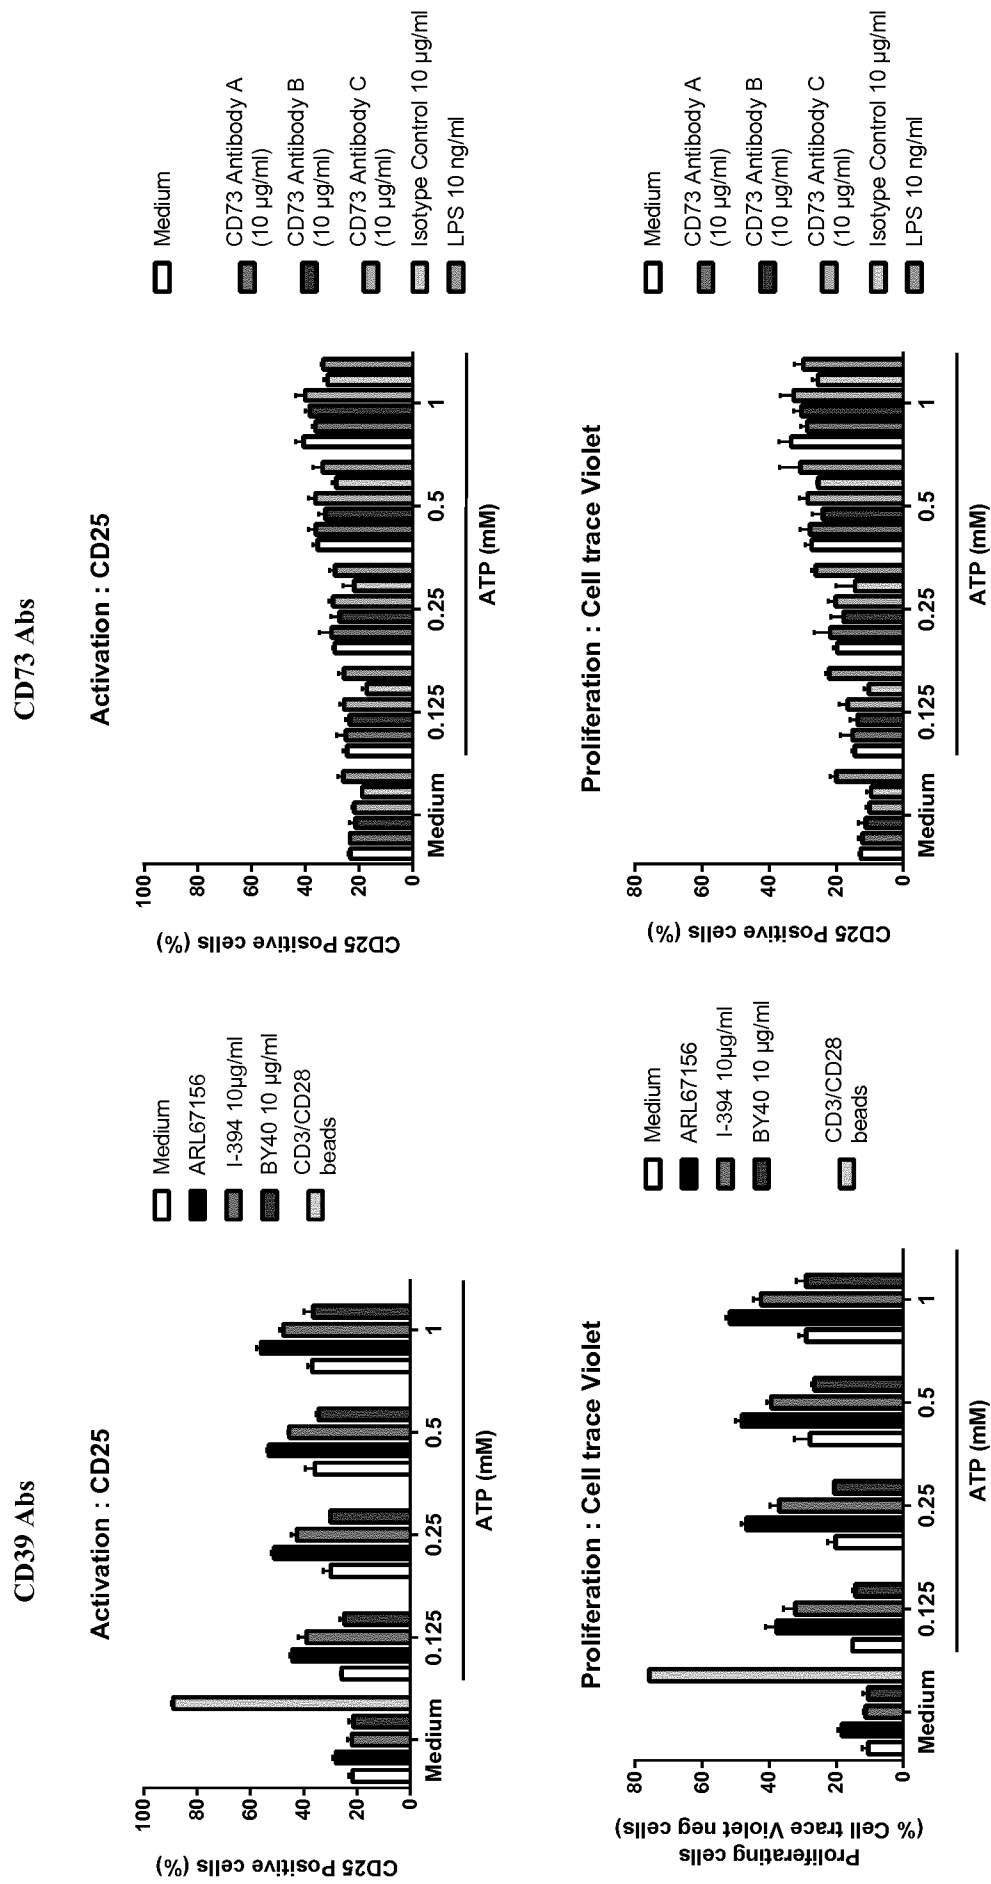 CD39 Abs
Activation : CD25
CD25 Positive cells (%)
100
80
60
40
20
0
Medium
0.125
0.25
0.5
1
ATP (mM)
Medium
ARL67156
I-394 10µg/ml
BY40 10 µg/ml
CD3/CD28
beads
Proliferation : Cell trace Violet
Proliferating cells
(% Cell trace Violet neg cells)
80
60
40
20
0
Medium
0.125
0.25
0.5
1
ATP (mM)
Medium
ARL67156
I-394 10µg/ml
BY40 10 µg/ml
CD3/CD28
beads
CD73 Abs
Activation : CD25
CD25 Positive cells (%)
100
80
60
40
20
0
Medium
0.125
0.25
0.5
1
ATP (mM)
Medium
CD73 Antibody A
(10 µg/ml)
CD73 Antibody B
(10 µg/ml)
CD73 Antibody C
(10 µg/ml)
Isotype Control 10 µg/ml
LPS 10 ng/ml
Proliferation : Cell trace Violet
CD25 Positive cells (%)
80
60
40
20
0
Medium
0.125
0.25
0.5
1
ATP (mM)
Medium
CD73 Antibody A
(10 µg/ml)
CD73 Antibody B
(10 µg/ml)
CD73 Antibody C
(10 µg/ml)
Isotype Control 10 µg/ml
LPS 10 ng/ml